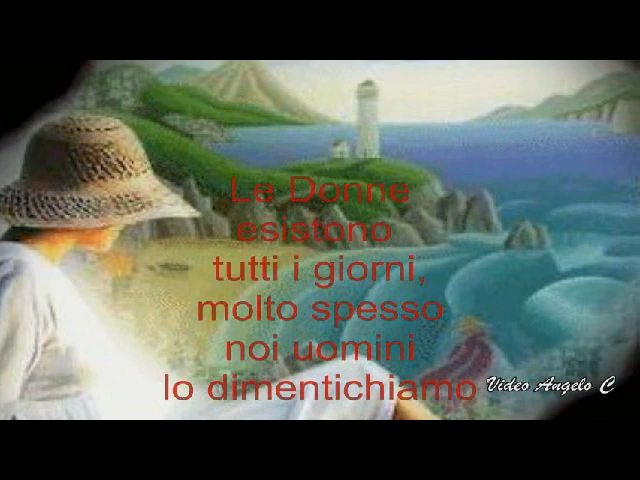 Le Donne
esistono
tutti i giorni,
molto spesso
noi uomini
lo dimentichiamo
Video Angelo C